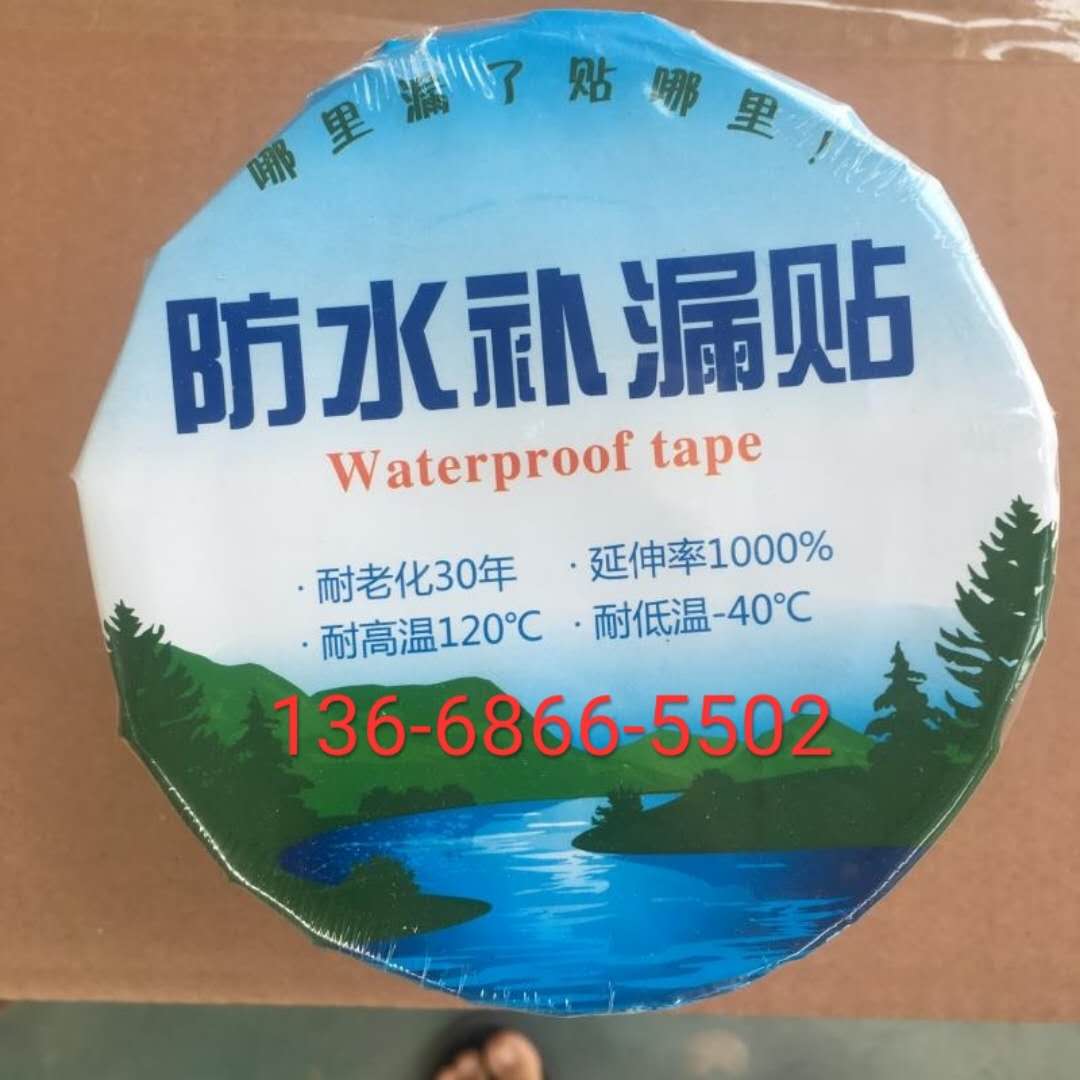 哪里漏了贴哪里！
防水补漏贴
Waterproof tape
·耐老化30年 ·延伸率1000%
·耐高温120℃ ·耐低温-40℃
136-6866-5502